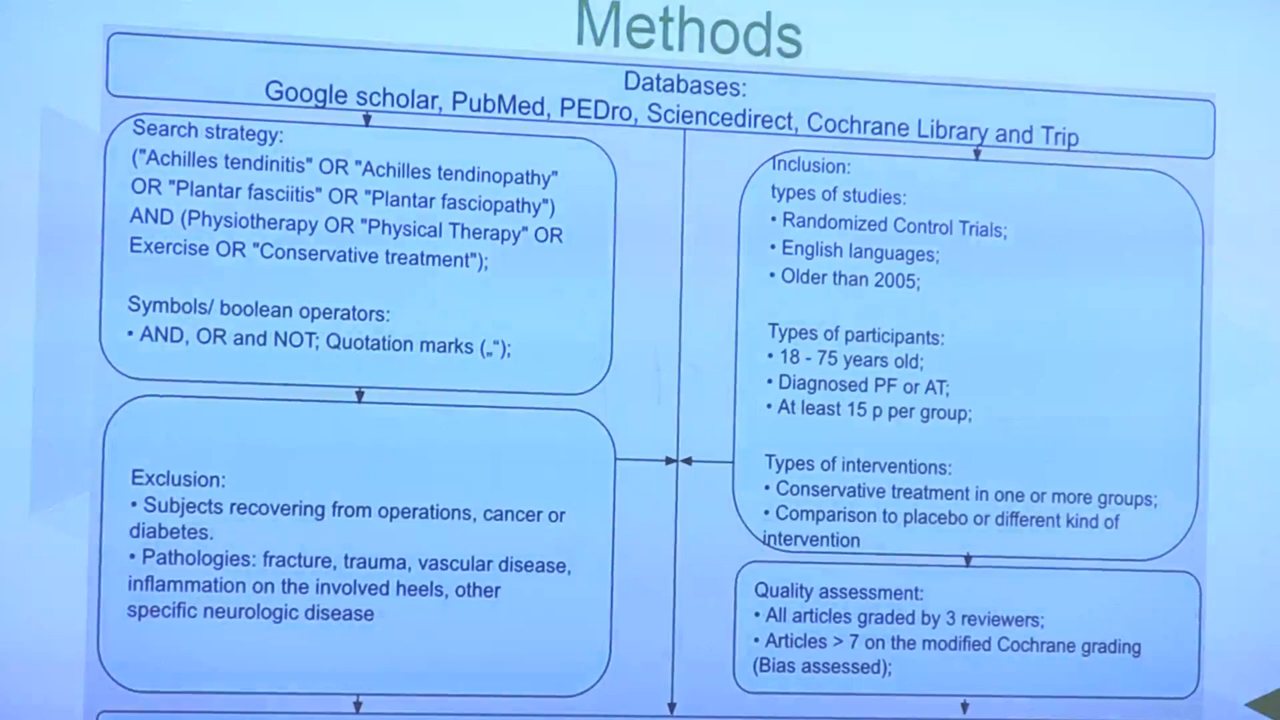 Methods
Databases:
Google scholar, PubMed, PEDro, Sciencedirect, Cochrane Library and Trip
Search strategy:
("Achilles tendinitis" OR "Achilles tendinopathy"
OR "Plantar fasciitis" OR "Plantar fasciopathy")
AND (Physiotherapy OR "Physical Therapy" OR
Exercise OR "Conservative treatment");
Symbols/ boolean operators:
• AND, OR and NOT; Quotation marks („“);
Exclusion:
• Subjects recovering from operations, cancer or
diabetes.
• Pathologies: fracture, trauma, vascular disease,
inflammation on the involved heels, other
specific neurologic disease
Inclusion:
types of studies:
• Randomized Control Trials;
• English languages;
• Older than 2005;
Types of participants:
• 18 - 75 years old;
• Diagnosed PF or AT;
• At least 15 p per group;
Types of interventions:
• Conservative treatment in one or more groups;
• Comparison to placebo or different kind of
intervention
Quality assessment:
• All articles graded by 3 reviewers;
• Articles > 7 on the modified Cochrane grading
(Bias assessed);